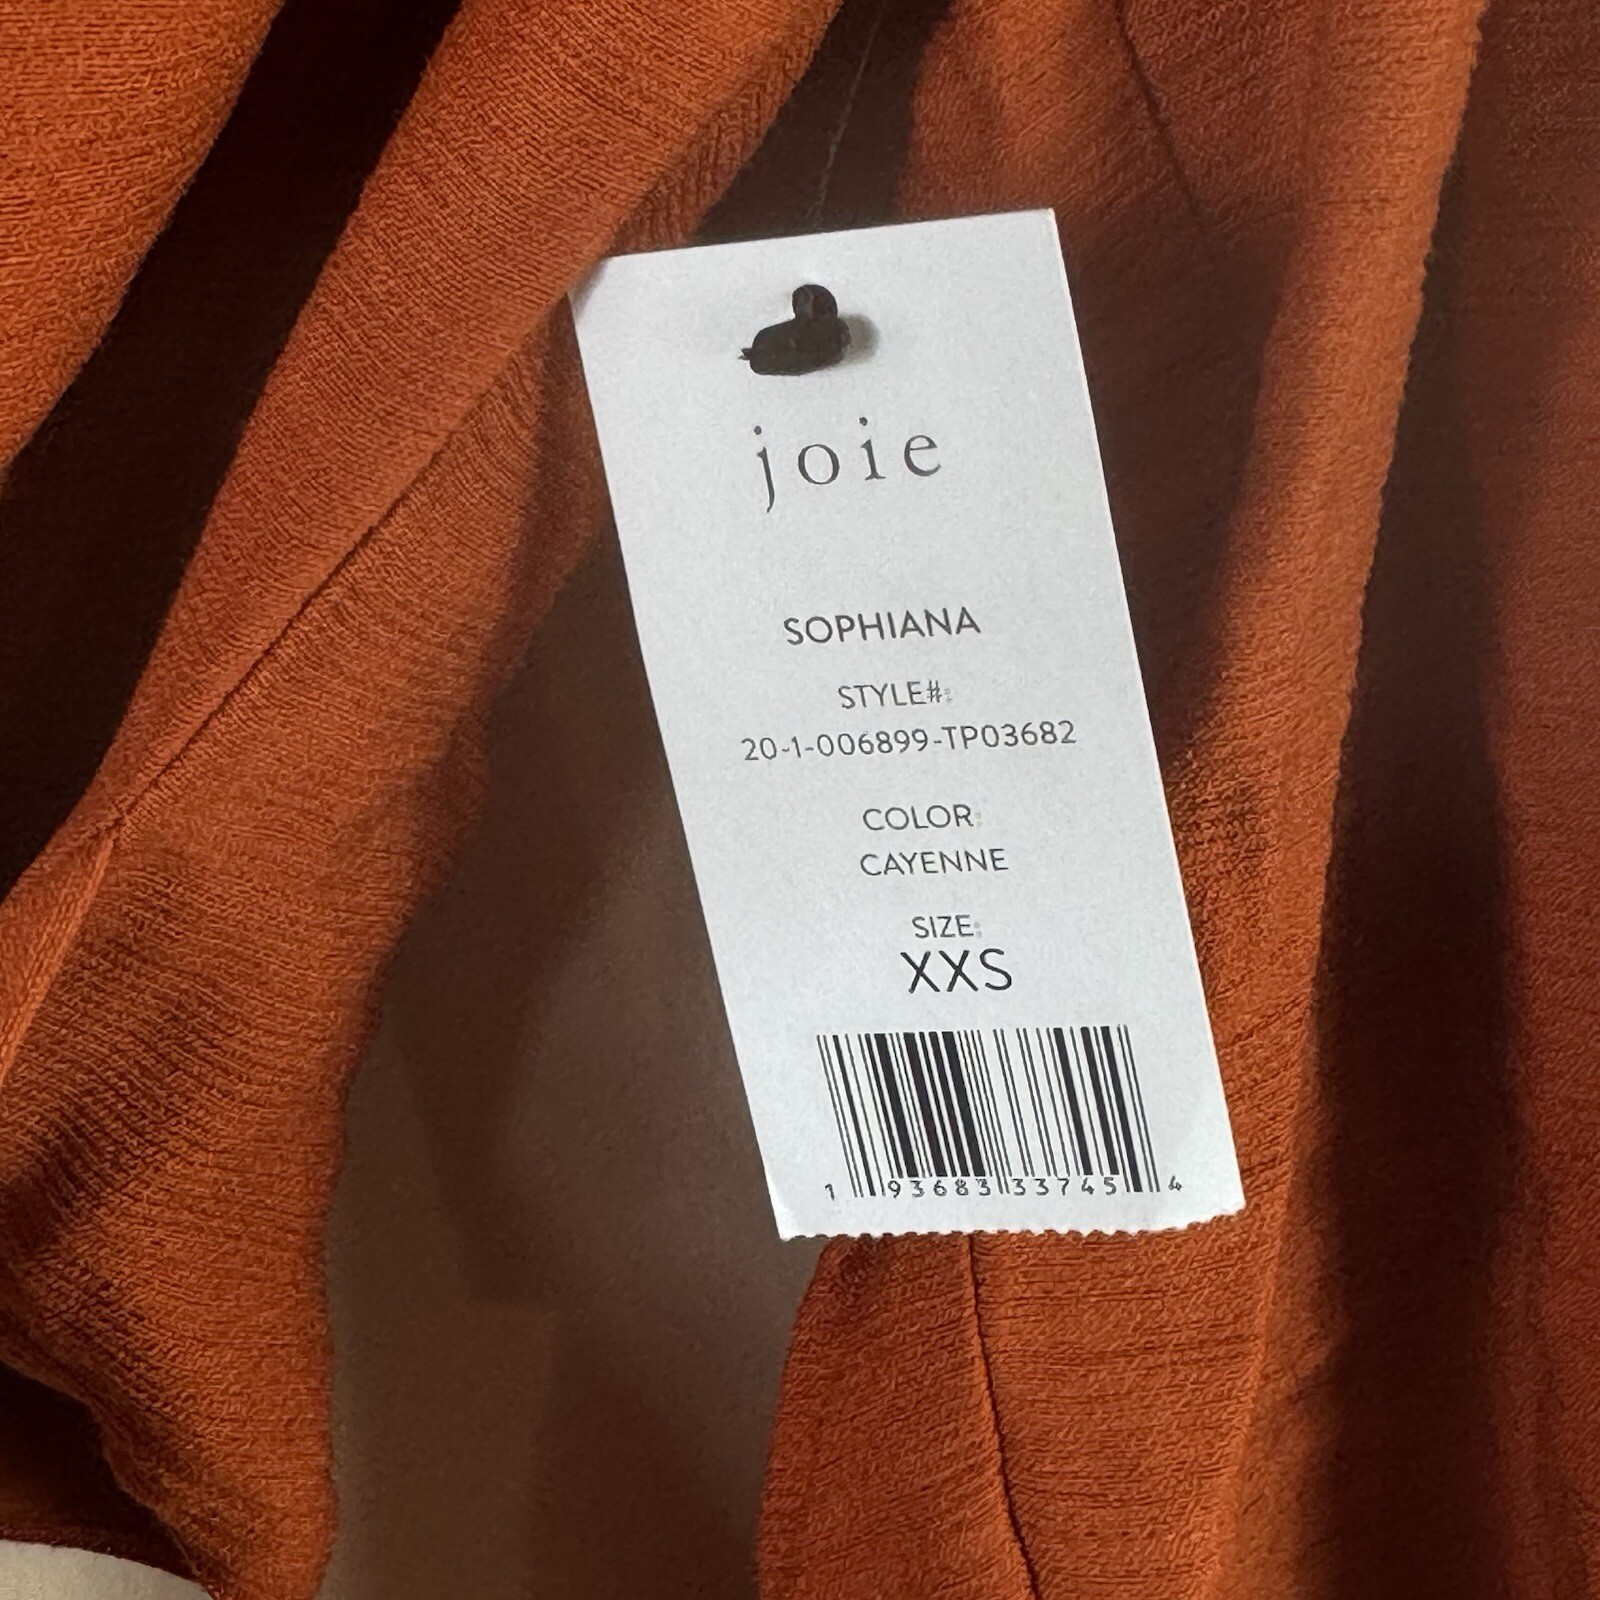 joie
SOPHIANA
STYLE#:
20-1-006899-TP03682
COLOR:
CAYENNE
SIZE:
XXS
1 93683 33745 4